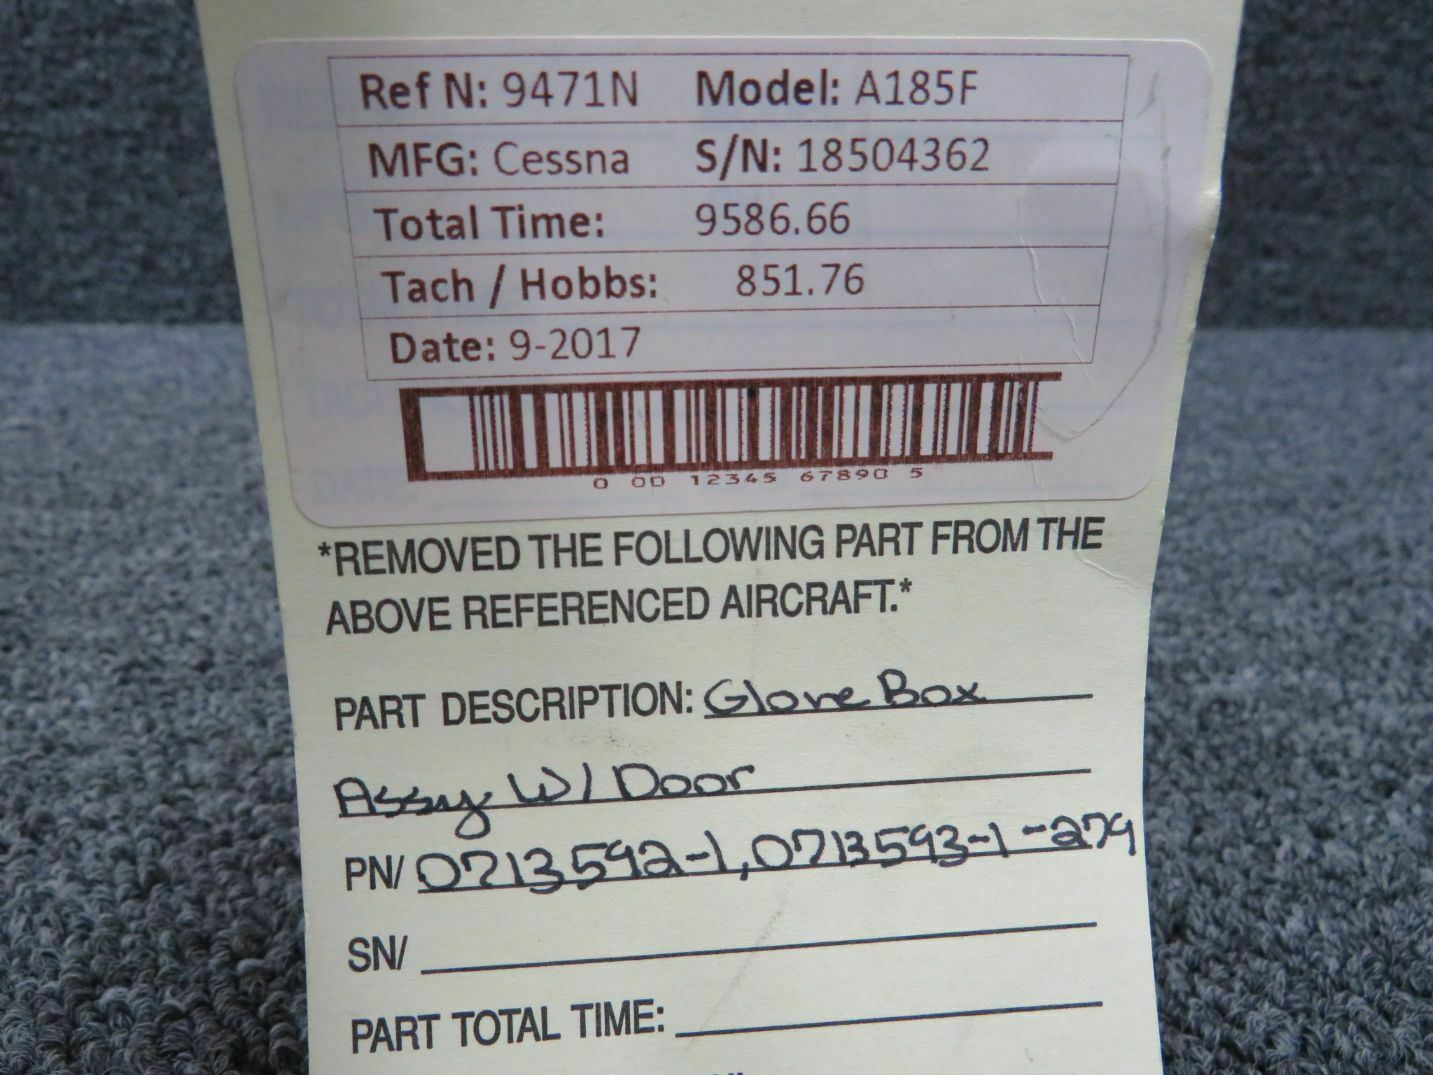 Ref N: 9471N Model: A185F
MFG: Cessna S/N: 18504362
Total Time: 9586.66
Tach / Hobbs: 851.76
Date: 9-2017
0 00 12345 67890 5
*REMOVED THE FOLLOWING PART FROM THE
ABOVE REFERENCED AIRCRAFT.*
PART DESCRIPTION: Glove Box
Assy W/ Door
PN/ 0713592-1, 0713593-1-279
SN/
PART TOTAL TIME: